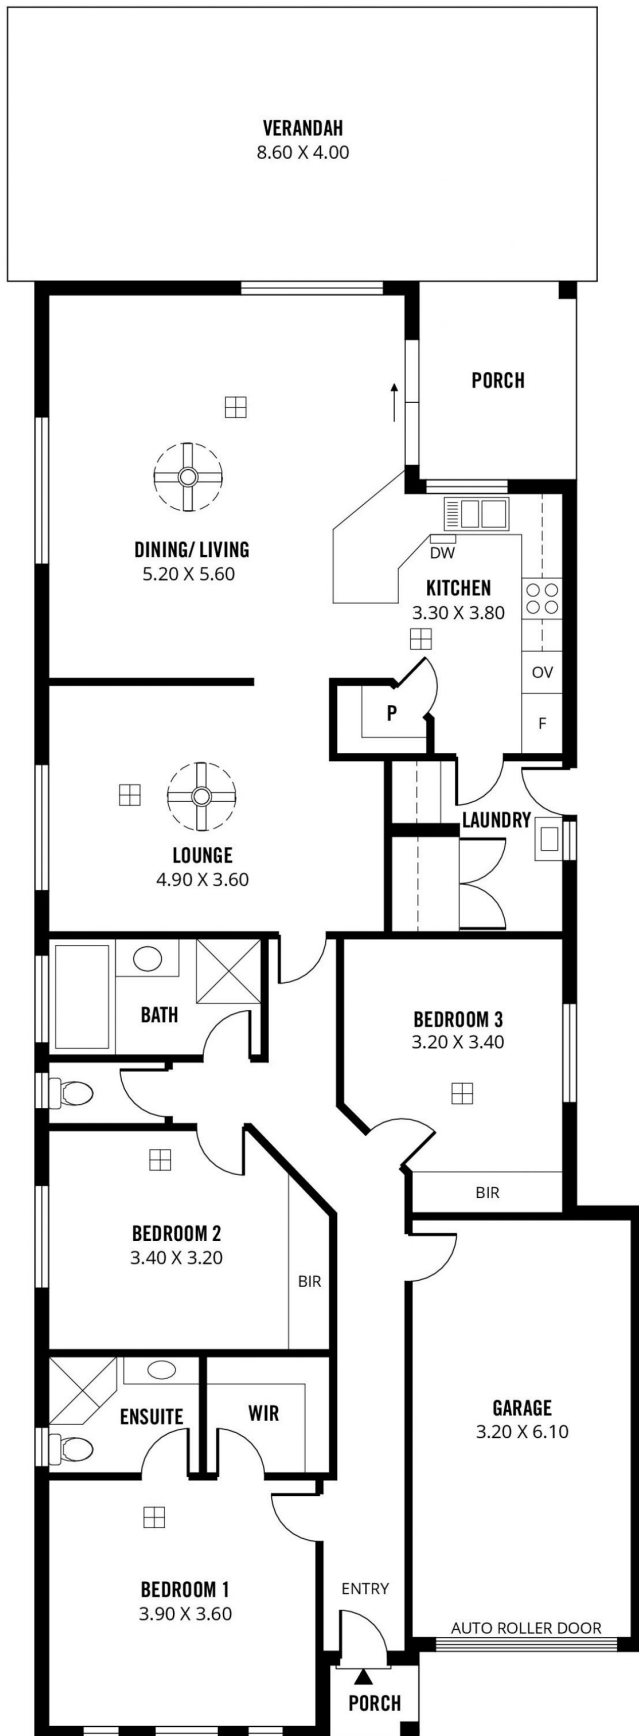 VERANDAH
8.60 X 4.00
PORCH
DINING/ LIVING
5.20 X 5.60
DW
KITCHEN
3.30 X 3.80
OV
P
F
LAUNDRY
LOUNGE
4.90 X 3.60
BATH
BEDROOM 3
3.20 X 3.40
BIR
BEDROOM 2
3.40 X 3.20
BIR
ENSUITE
WIR
GARAGE
3.20 X 6.10
BEDROOM 1
3.90 X 3.60
ENTRY
AUTO ROLLER DOOR
PORCH